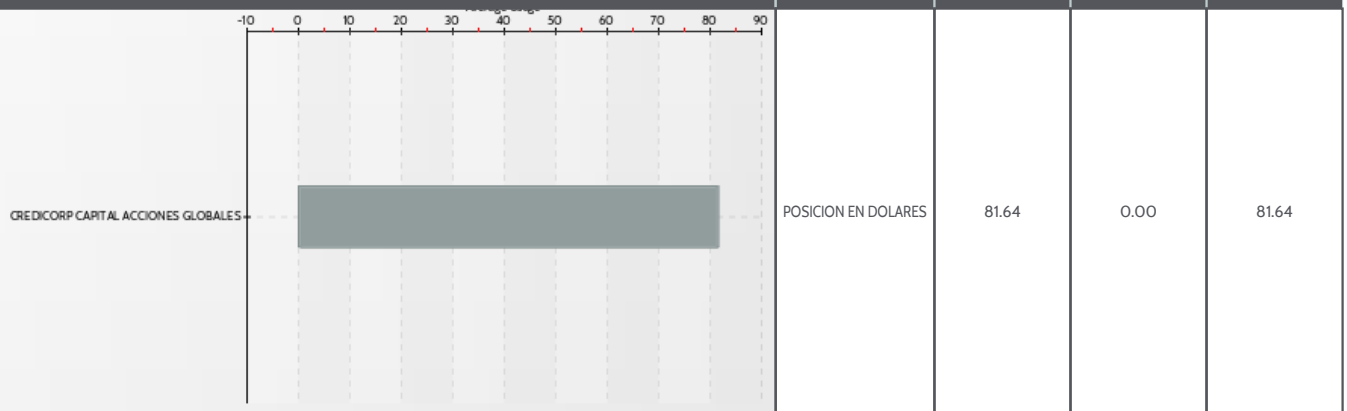 -10 0 10 20 30 40 50 60 70 80 90
CREDICORP CAPITAL ACCIONES GLOBALES
POSICION EN DOLARES 81.64 0.00 81.64